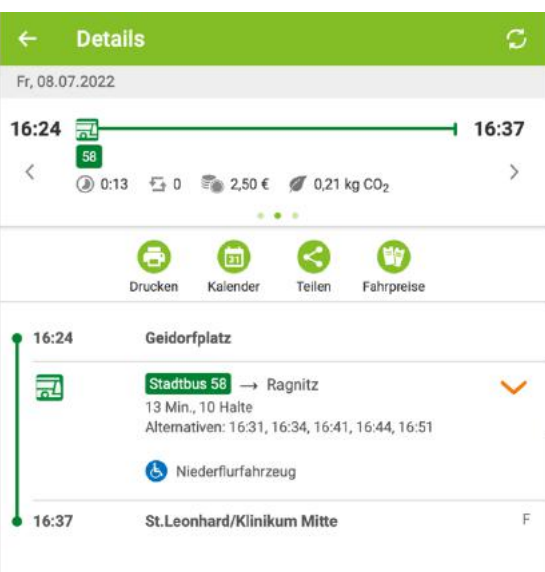 Details
Fr, 08.07.2022
16:24 16:37
58
0:13 0 2,50 € 0,21 kg CO₂
31
Drucken Kalender Teilen Fahrpreise
16:24 Geidorfplatz
Stadtbus 58 → Ragnitz
13 Min., 10 Halte
Alternativen: 16:31, 16:34, 16:41, 16:44, 16:51
Niederflurfahrzeug
16:37 St.Leonhard/Klinikum Mitte F